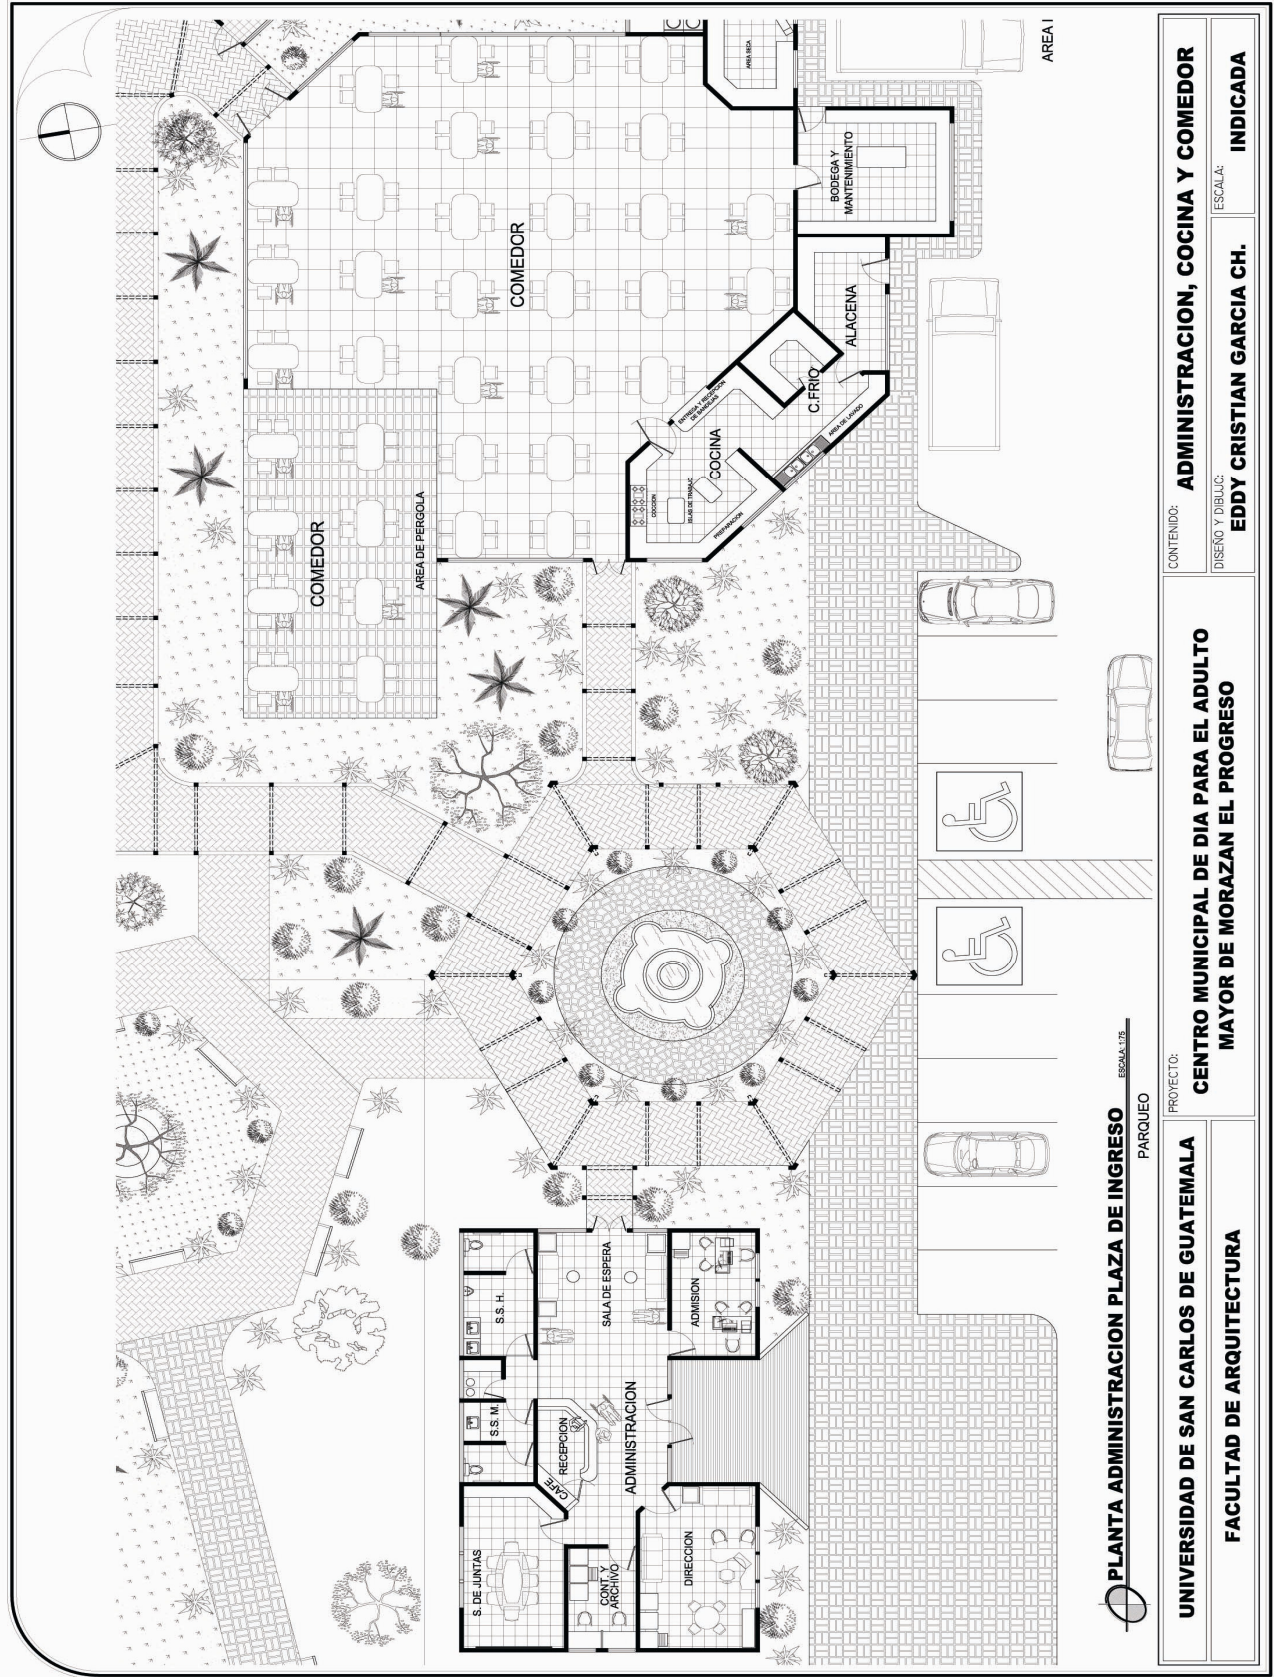 S. DE JUNTAS
CONT. Y
ARCHIVO
DIRECCION
S.S. M.
CAFE
RECEPCION
ADMINISTRACION
S.S. H.
SALA DE ESPERA
ADMISION
COMEDOR
AREA DE PERGOLA
COMEDOR
COCCION
ISLAS DE TRABAJO
PREPARACION
COCINA
ENTREGA Y RECEPCION
DE BANDEJAS
AREA DE LAVADO
C.FRIO
ALACENA
BODEGA Y
MANTENIMIENTO
AREA SECA
AREA I
PLANTA ADMINISTRACION PLAZA DE INGRESO
ESCALA: 1:75
PARQUEO
UNIVERSIDAD DE SAN CARLOS DE GUATEMALA
FACULTAD DE ARQUITECTURA
PROYECTO:
CENTRO MUNICIPAL DE DIA PARA EL ADULTO
MAYOR DE MORAZAN EL PROGRESO
CONTENIDO:
ADMINISTRACION, COCINA Y COMEDOR
DISEÑO Y DIBUJO:
EDDY CRISTIAN GARCIA CH.
ESCALA:
INDICADA